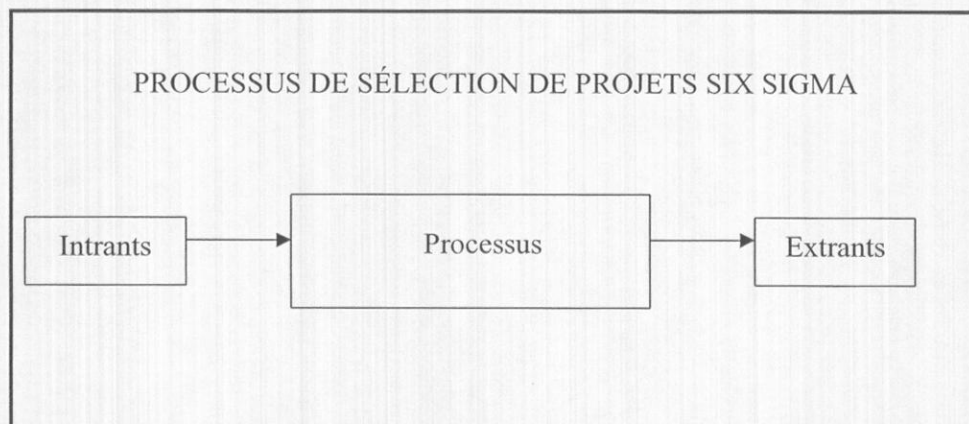 PROCESSUS DE SÉLECTION DE PROJETS SIX SIGMA
Intrants
Processus
Extrants